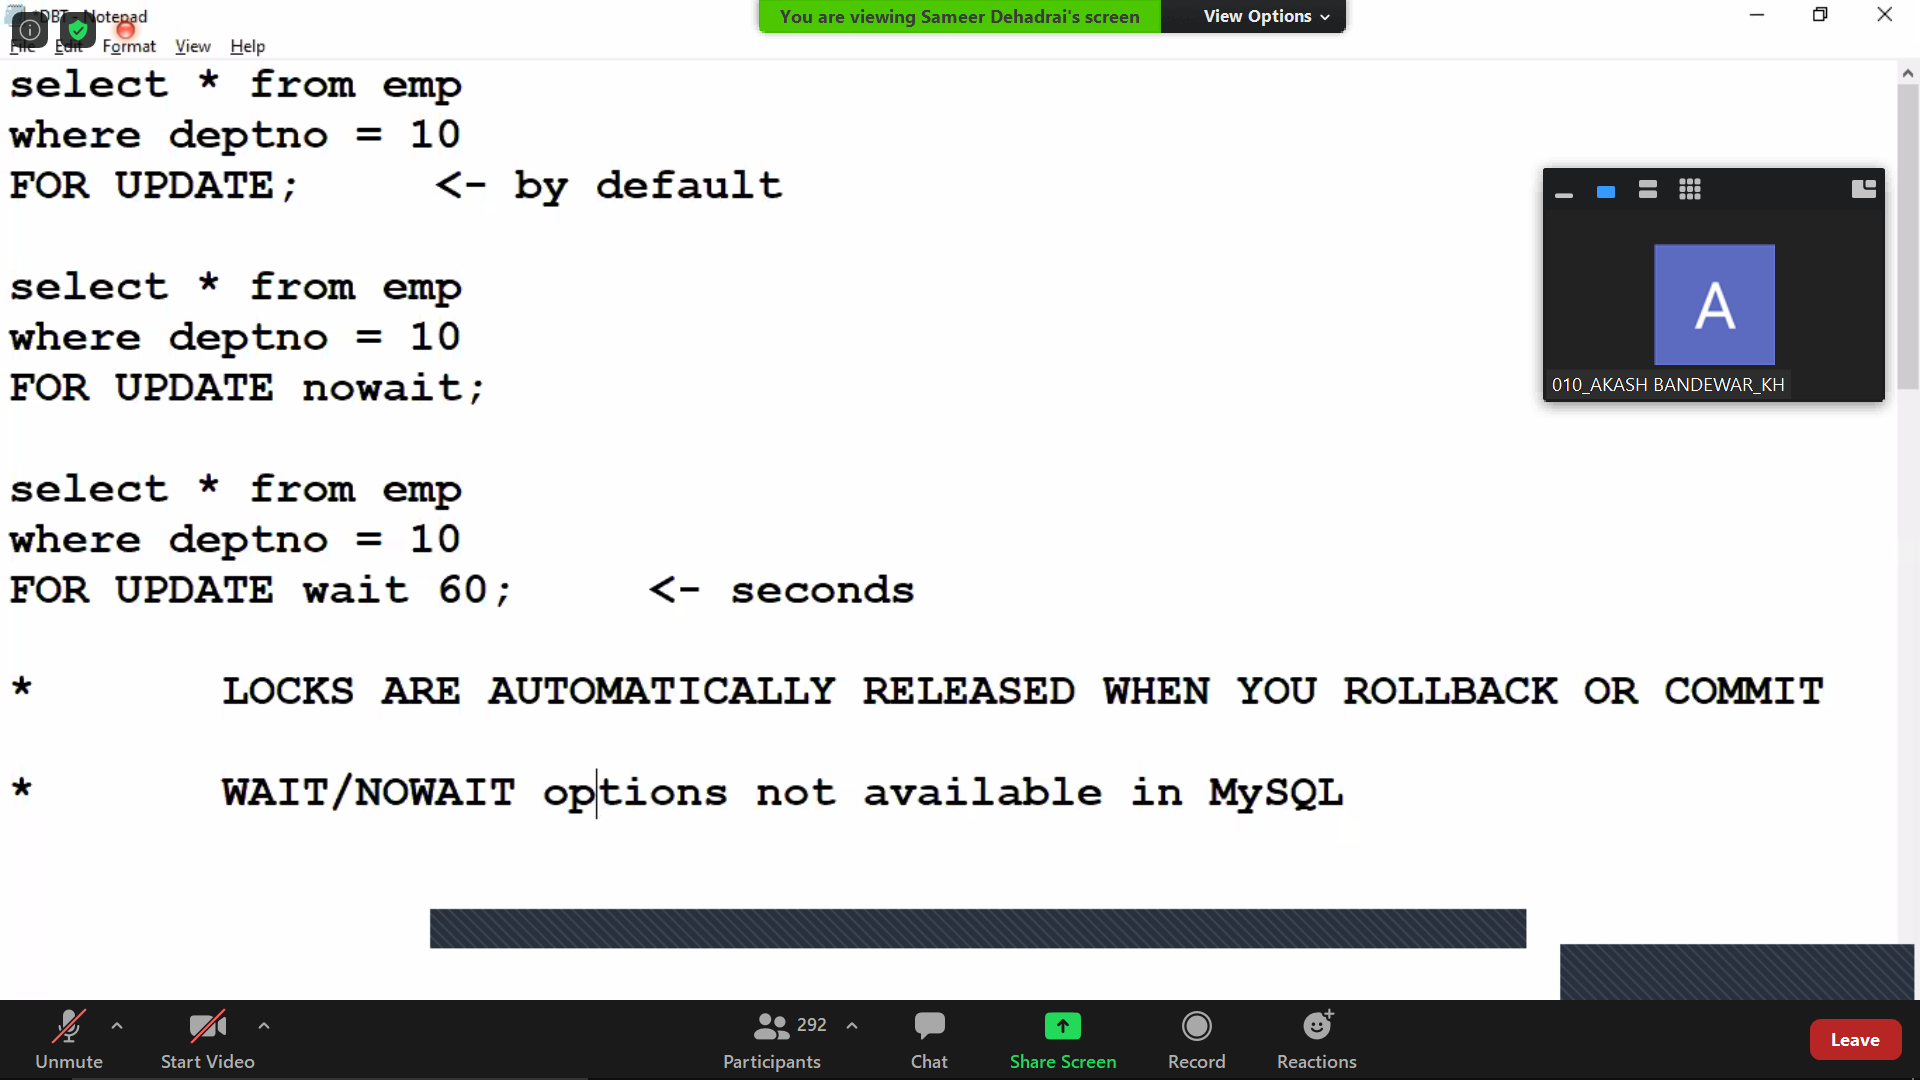 *DBT - Notepad
You are viewing Sameer Dehadrai's screen
View Options
File Edit Format View Help
select * from emp
where deptno = 10
FOR UPDATE; <- by default
select * from emp
where deptno = 10
FOR UPDATE nowait;
select * from emp
where deptno = 10
FOR UPDATE wait 60; <- seconds
* LOCKS ARE AUTOMATICALLY RELEASED WHEN YOU ROLLBACK OR COMMIT
* WAIT/NOWAIT options not available in MySQL
A
010_AKASH BANDEWAR_KH
292
Unmute
Start Video
Participants
Chat
Share Screen
Record
Reactions
Leave